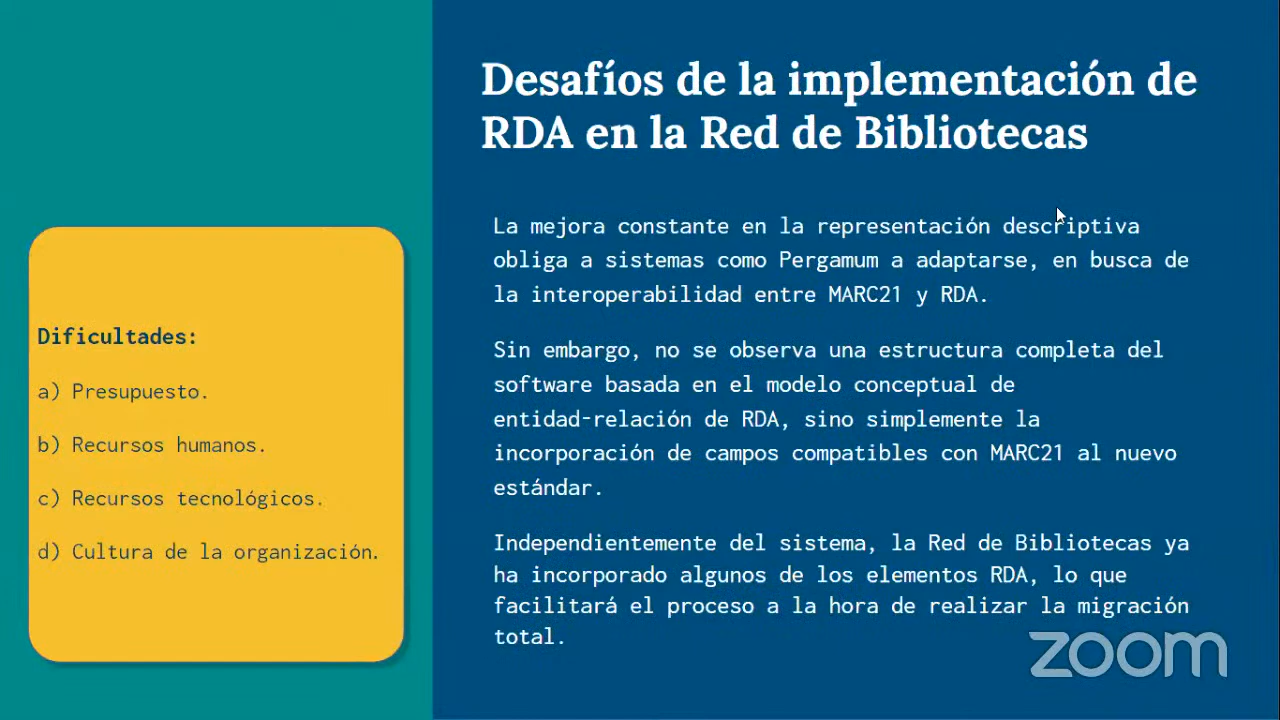 Desafíos de la implementación de
RDA en la Red de Bibliotecas
La mejora constante en la representación descriptiva
obliga a sistemas como Pergamum a adaptarse, en busca de
la interoperabilidad entre MARC21 y RDA.
Sin embargo, no se observa una estructura completa del
software basada en el modelo conceptual de
entidad-relación de RDA, sino simplemente la
incorporación de campos compatibles con MARC21 al nuevo
estándar.
Independientemente del sistema, la Red de Bibliotecas ya
ha incorporado algunos de los elementos RDA, lo que
facilitará el proceso a la hora de realizar la migración
total.
Dificultades:
a) Presupuesto.
b) Recursos humanos.
c) Recursos tecnológicos.
d) Cultura de la organización.
zoom